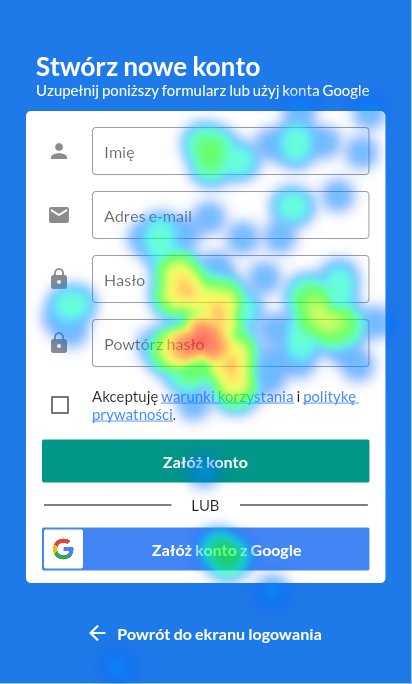 Stwórz nowe konto
Uzupełnij poniższy formularz lub użyj konta Google
Imię
Adres e-mail
Hasło
Powtórz hasło
Akceptuję warunki korzystania i politykę
prywatności.
Załóż konto
LUB
Załóż konto z Google
Powrót do ekranu logowania